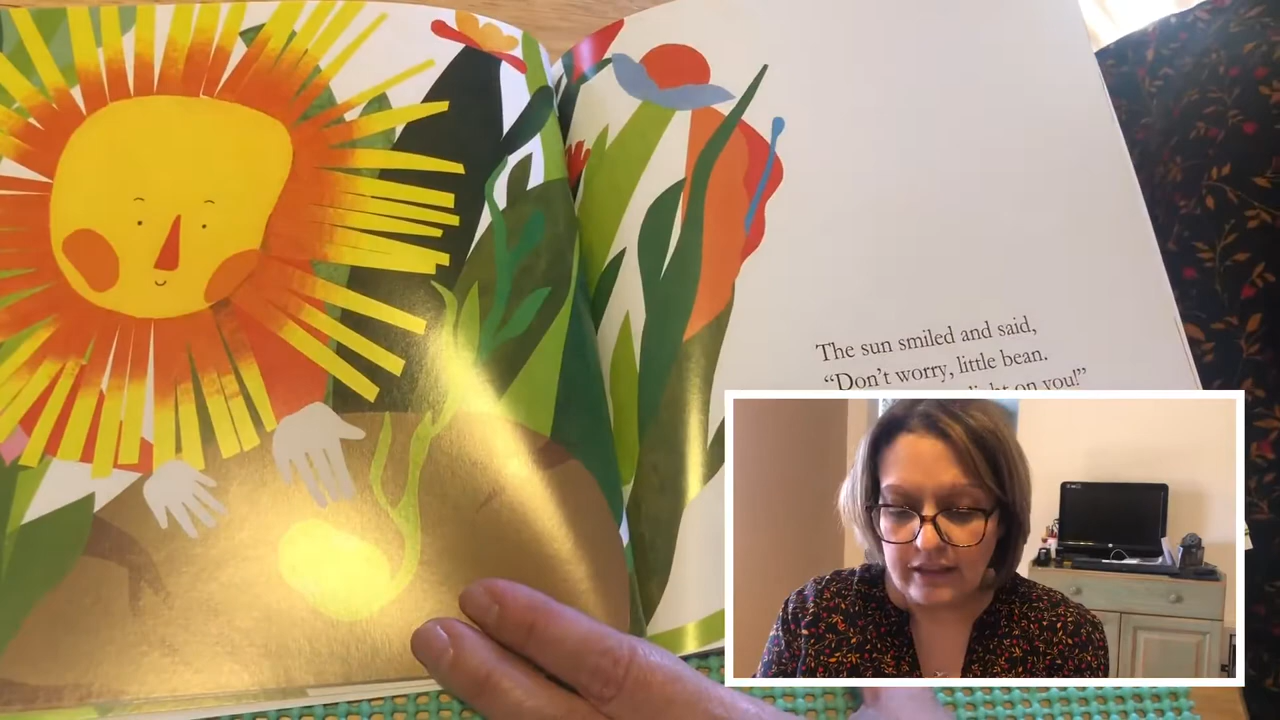 The sun smiled and said,
“Don’t worry, little bean.
light on you!”